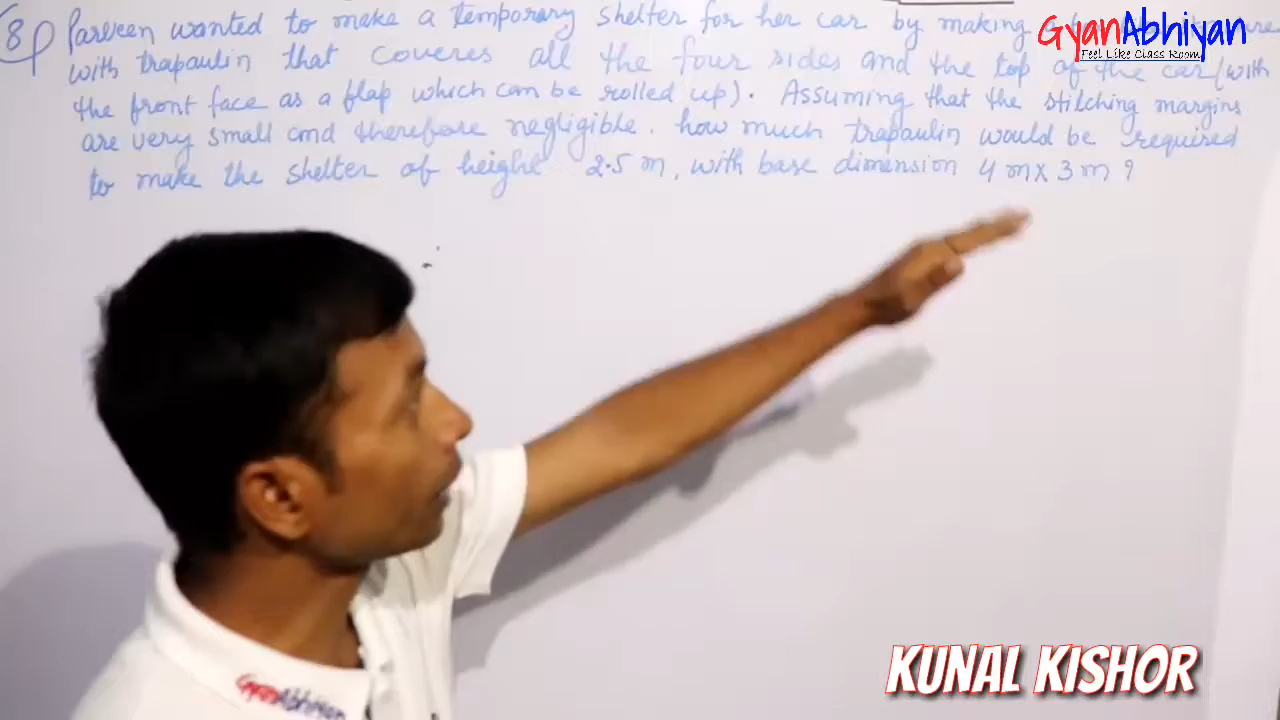 8) Parveen wanted to make a temporary shelter for her car by making a
GyanAbhiyan
Feel Like Class Room
with trapaulin that coveres all the four sides and the top of the car (with
the front face as a flap which can be rolled up). Assuming that the stitching margins
are very small and therefore negligible. how much trapaulin would be required
to make the shelter of height 2.5 m, with base dimension 4 m x 3 m ?
GyanAbhiyan
KUNAL KISHOR